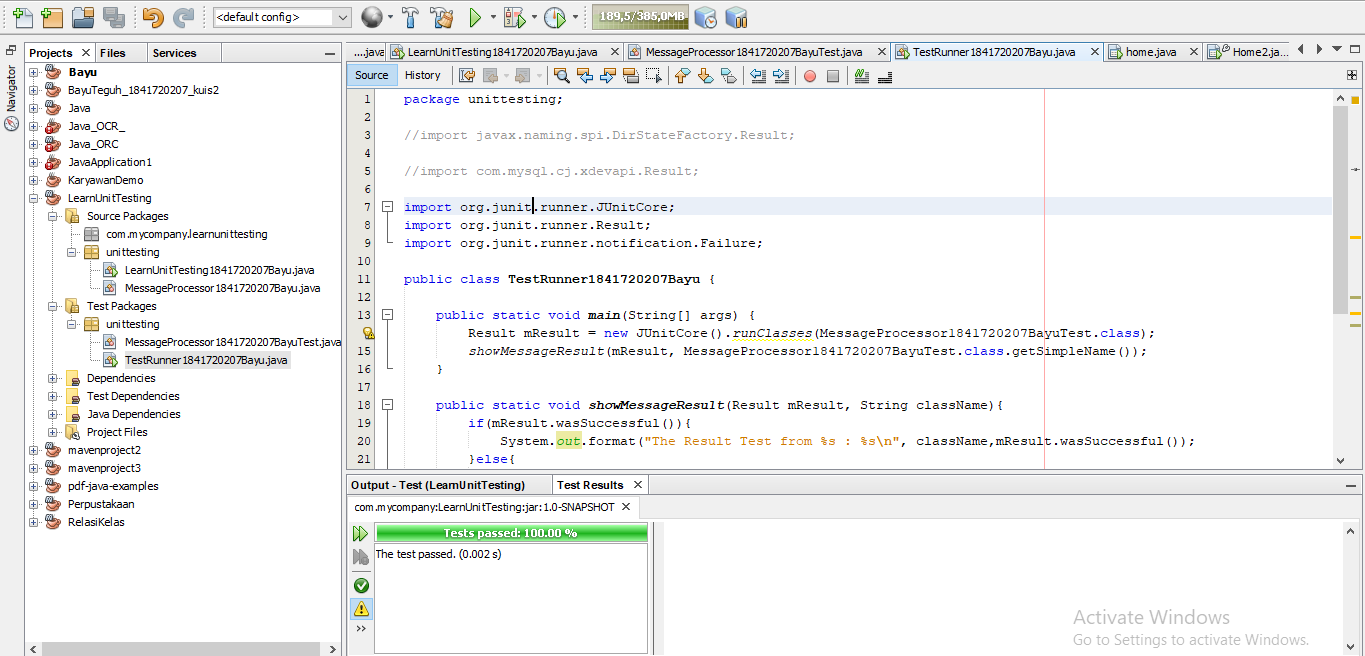 <default config>
189,5/385,0MB
Projects
Files
Services
Navigator
Bayu
BayuTeguh_1841720207_kuis2
Java
Java_OCR_
Java_ORC
JavaApplication1
KaryawanDemo
LearnUnitTesting
Source Packages
com.mycompany.learnunittesting
unittesting
LearnUnitTesting1841720207Bayu.java
MessageProcessor1841720207Bayu.java
Test Packages
unittesting
MessageProcessor1841720207BayuTest.java
TestRunner1841720207Bayu.java
Dependencies
Test Dependencies
Java Dependencies
Project Files
mavenproject2
mavenproject3
pdf-java-examples
Perpustakaan
RelasiKelas
....java LearnUnitTesting1841720207Bayu.java MessageProcessor1841720207BayuTest.java TestRunner1841720207Bayu.java home.java Home2.ja...
Source History
1 package unittesting;
2
3 //import javax.naming.spi.DirStateFactory.Result;
4
5 //import com.mysql.cj.xdevapi.Result;
6
7 import org.junit.runner.JUnitCore;
8 import org.junit.runner.Result;
9 import org.junit.runner.notification.Failure;
10
11 public class TestRunner1841720207Bayu {
12
13 public static void main(String[] args) {
Result mResult = new JUnitCore().runClasses(MessageProcessor1841720207BayuTest.class);
15 showMessageResult(mResult, MessageProcessor1841720207BayuTest.class.getSimpleName());
16 }
17
18 public static void showMessageResult(Result mResult, String className){
19 if(mResult.wasSuccessful()){
20 System.out.format("The Result Test from %s : %s\n", className,mResult.wasSuccessful());
21 }else{
Output - Test (LearnUnitTesting)
Test Results
com.mycompany:LearnUnitTesting:jar:1.0-SNAPSHOT
Tests passed: 100.00 %
The test passed. (0.002 s)
Activate Windows
Go to Settings to activate Windows.